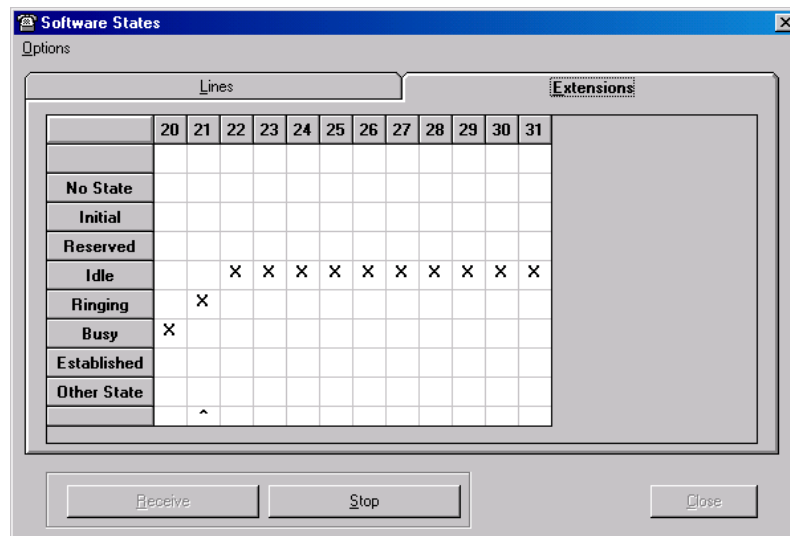 Software States
Options
Lines Extensions
20 21 22 23 24 25 26 27 28 29 30 31
No State
Initial
Reserved
Idle X X X X X X X X X X
Ringing X
Busy X
Established
Other State
^
Receive Stop Close